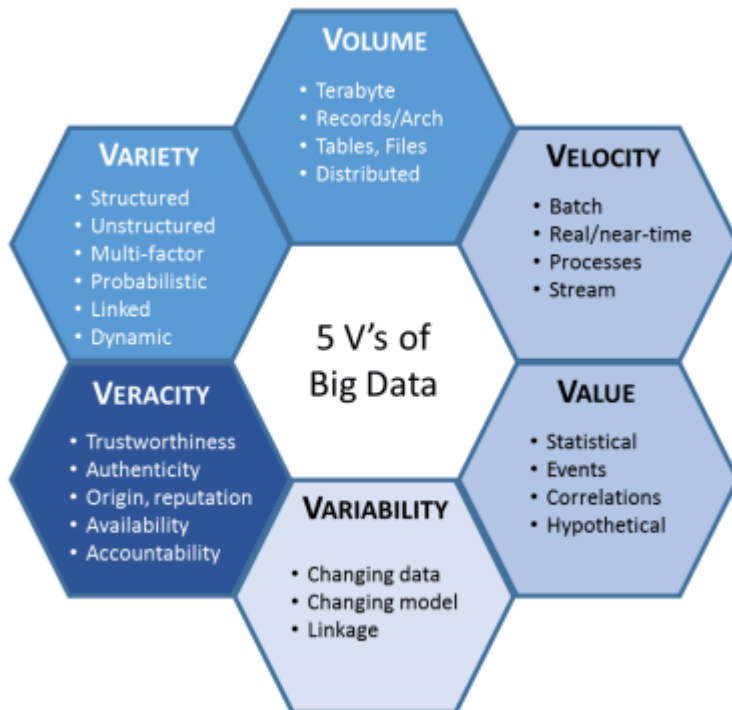 VOLUME
• Terabyte
• Records/Arch
• Tables, Files
• Distributed
VARIETY
• Structured
• Unstructured
• Multi-factor
• Probabilistic
• Linked
• Dynamic
VELOCITY
• Batch
• Real/near-time
• Processes
• Stream
5 V's of
Big Data
VERACITY
• Trustworthiness
• Authenticity
• Origin, reputation
• Availability
• Accountability
VALUE
• Statistical
• Events
• Correlations
• Hypothetical
VARIABILITY
• Changing data
• Changing model
• Linkage